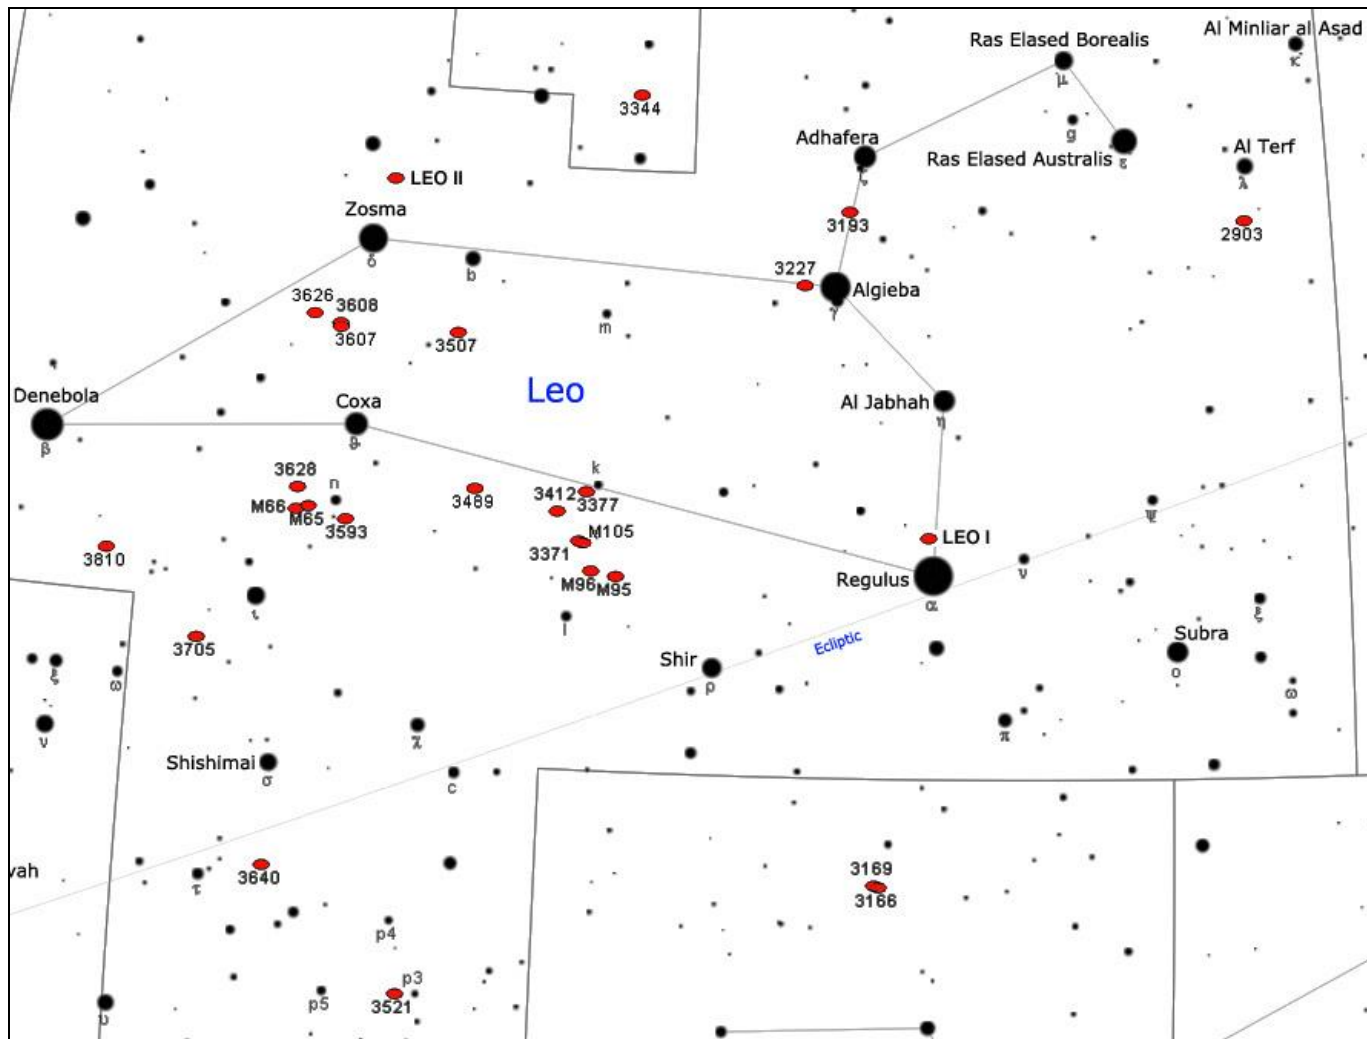 Al Minliar al Asad
κ
Ras Elased Borealis
μ
3344
g
Adhafera
ζ
Ras Elased Australis
ε
Al Terf
λ
LEO II
Zosma
δ
b
3193
2903
3227
Algieba
γ
3626
3608
3607
3507
m
Leo
Denebola
β
Coxa
ϑ
Al Jabhah
η
3628
n
M66
M65
3593
3489
k
3412
3377
M105
3371
M96
M95
ψ
3810
LEO I
Regulus
α
ν
ι
l
ξ
3705
Ecliptic
Shir
ρ
Subra
ο
ω
ξ
ω
ν
π
χ
Shishimai
σ
c
vah
τ
3640
3169
3166
p4
p3
p5
3521
υ